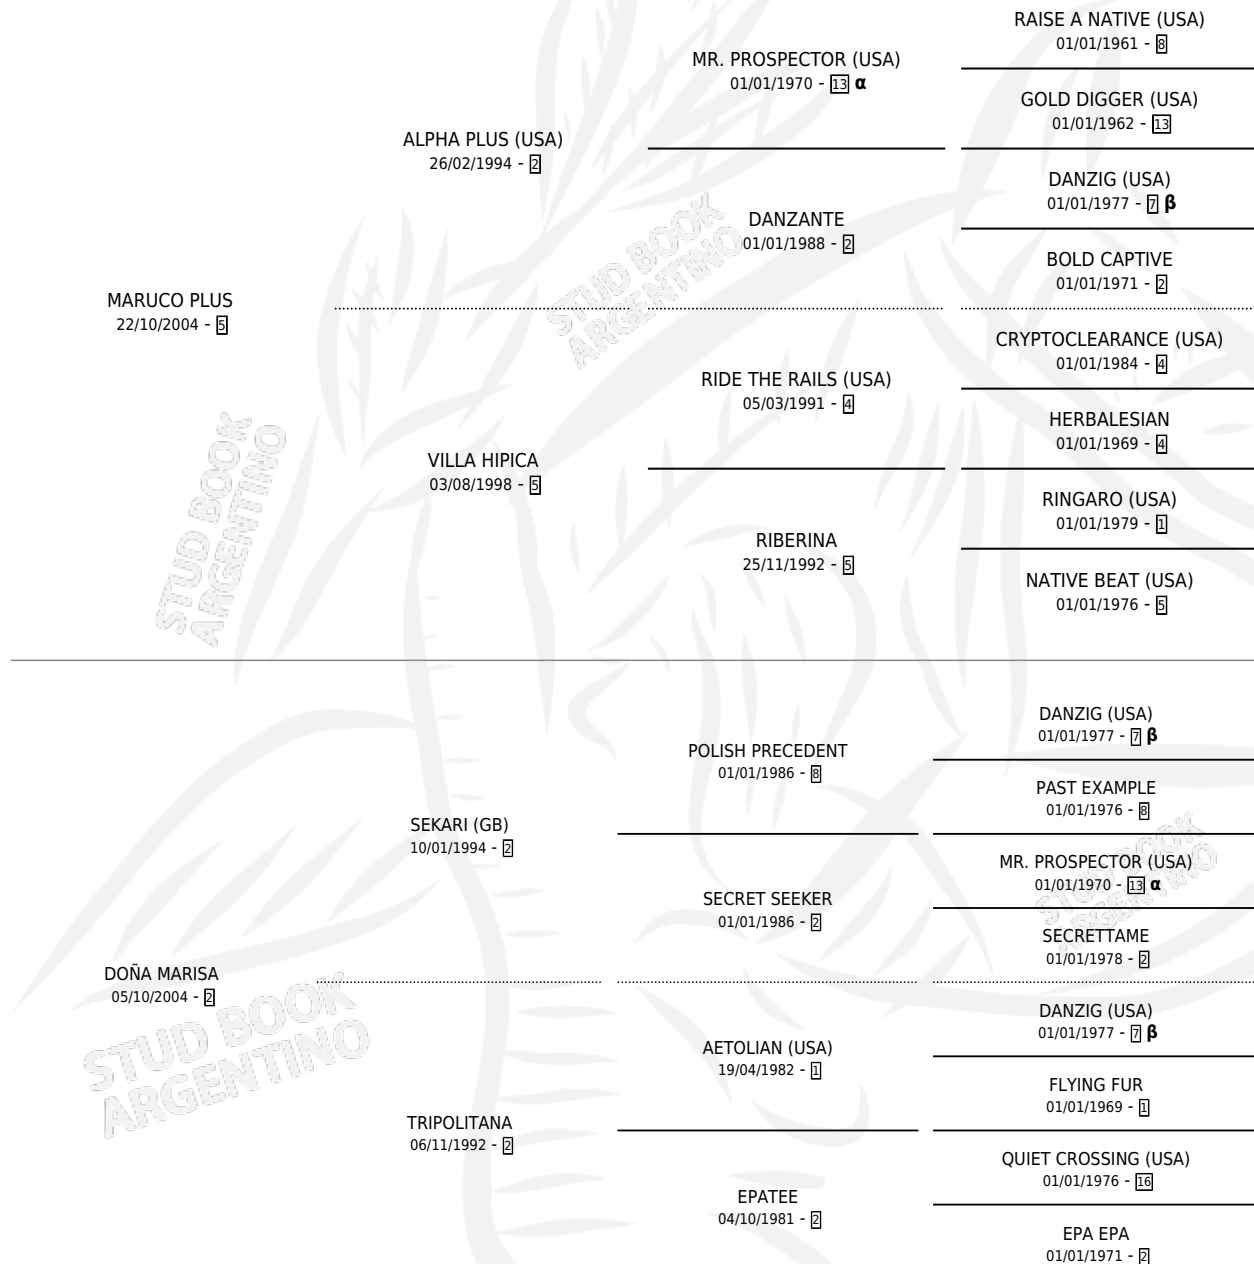 RAISE A NATIVE (USA)
01/01/1961 - 8
MR. PROSPECTOR (USA)
01/01/1970 - 13 α
GOLD DIGGER (USA)
01/01/1962 - 13
ALPHA PLUS (USA)
26/02/1994 - 2
DANZIG (USA)
01/01/1977 - 7 β
DANZANTE
01/01/1988 - 2
BOLD CAPTIVE
01/01/1971 - 2
MARUCO PLUS
22/10/2004 - 5
CRYPTOCLEARANCE (USA)
01/01/1984 - 4
RIDE THE RAILS (USA)
05/03/1991 - 4
HERBALESIAN
01/01/1969 - 4
VILLA HIPICA
03/08/1998 - 5
RINGARO (USA)
01/01/1979 - 1
RIBERINA
25/11/1992 - 5
NATIVE BEAT (USA)
01/01/1976 - 5
DANZIG (USA)
01/01/1977 - 7 β
POLISH PRECEDENT
01/01/1986 - 8
PAST EXAMPLE
01/01/1976 - 8
SEKARI (GB)
10/01/1994 - 2
MR. PROSPECTOR (USA)
01/01/1970 - 13 α
SECRET SEEKER
01/01/1986 - 2
SECRETTAME
01/01/1978 - 2
DOÑA MARISA
05/10/2004 - 2
DANZIG (USA)
01/01/1977 - 7 β
AETOLIAN (USA)
19/04/1982 - 1
FLYING FUR
01/01/1969 - 1
TRIPOLITANA
06/11/1992 - 2
QUIET CROSSING (USA)
01/01/1976 - 16
EPATEE
04/10/1981 - 2
EPA EPA
01/01/1971 - 2
STUD BOOK
ARGENTINO
STUD BOOK
ARGENTINO
STUD BOOK
ARGENTINO
STUD BOOK
ARGENTINO